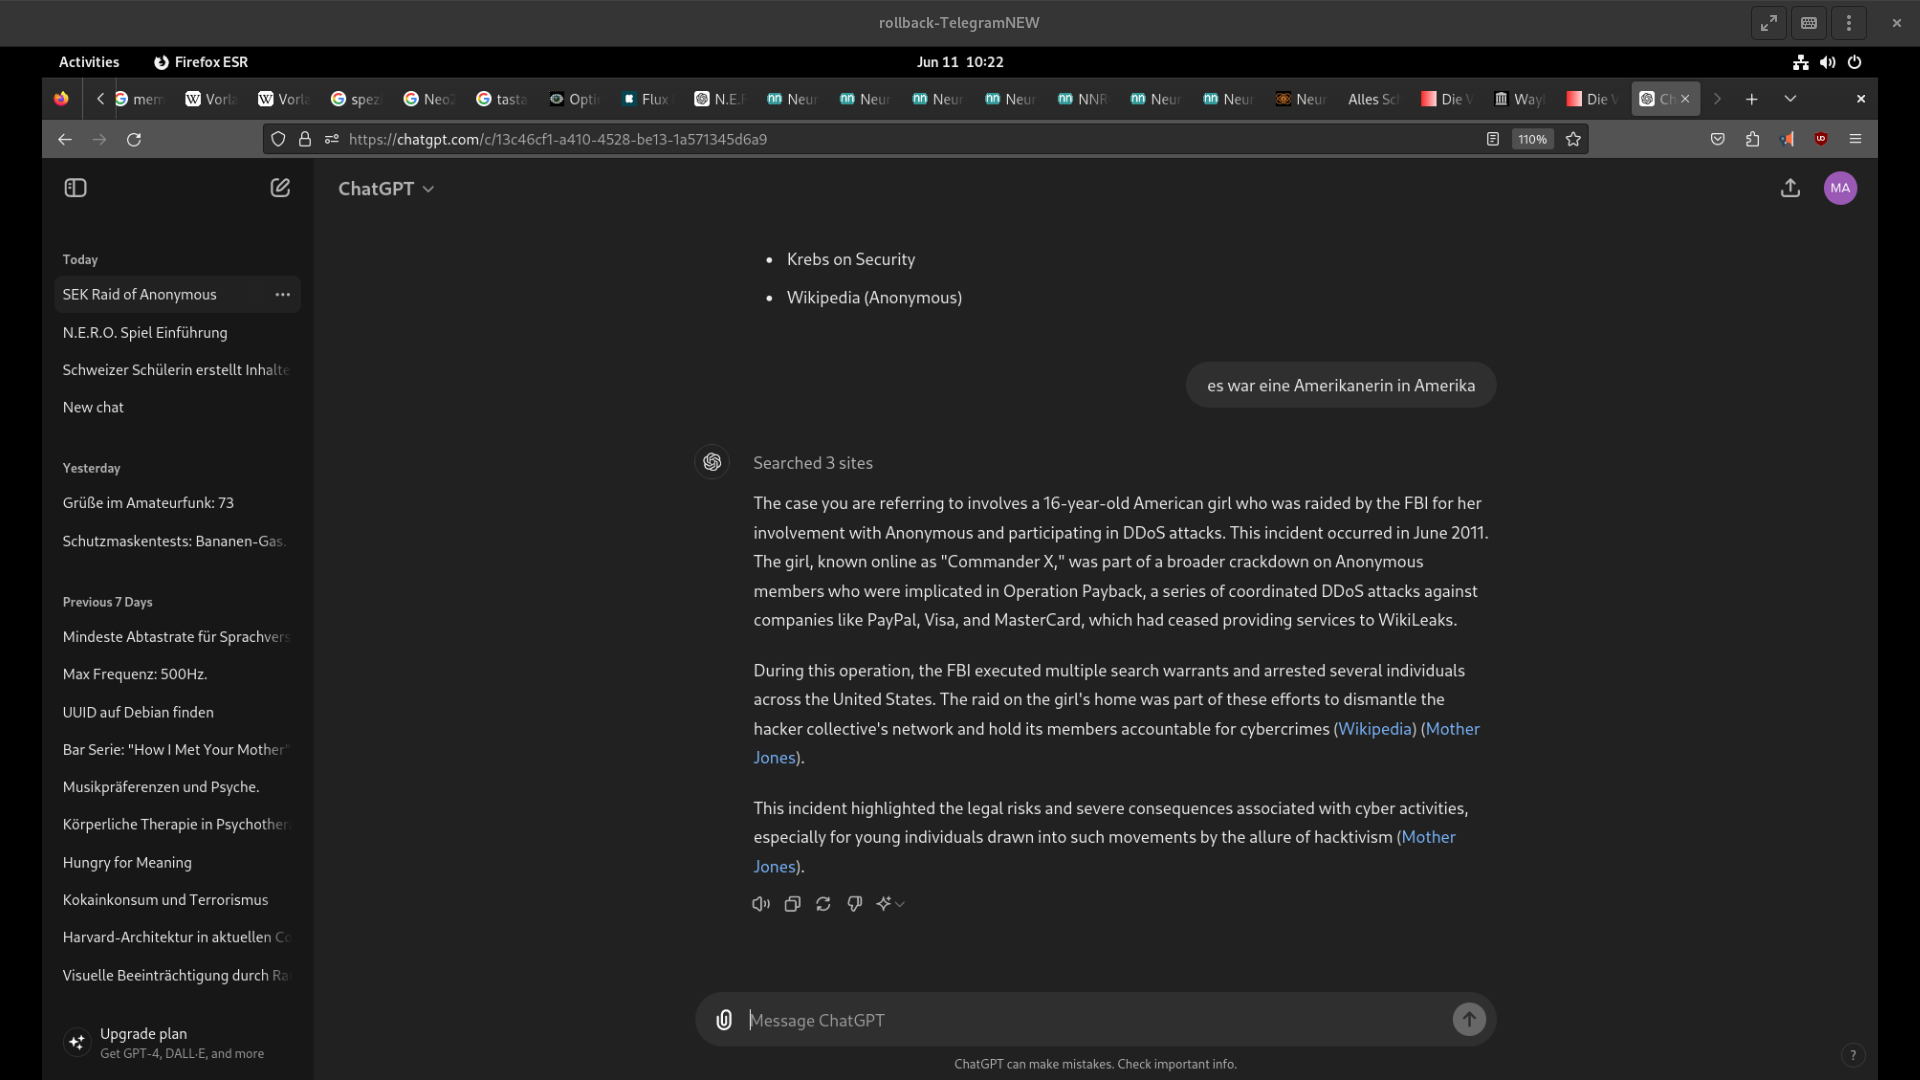 rollback-TelegramNEW
Activities Firefox ESR Jun 11 10:22
mem Vorla Vorla spezi Neo2 tasta Opti Flux N.E.F Neur Neur Neur Neur NNR Neur Neur Neur Alles Sc Die V Way Die V Ch
https://chatgpt.com/c/13c46cf1-a410-4528-be13-1a571345d6a9 110%
ChatGPT
MA
Today
SEK Raid of Anonymous
N.E.R.O. Spiel Einführung
Schweizer Schülerin erstellt Inhalte
New chat
Yesterday
Grüße im Amateurfunk: 73
Schutzmaskentests: Bananen-Gas.
Previous 7 Days
Mindeste Abtastrate für Sprachvers
Max Frequenz: 500Hz.
UUID auf Debian finden
Bar Serie: "How I Met Your Mother"
Musikpräferenzen und Psyche.
Körperliche Therapie in Psychother
Hungry for Meaning
Kokainkonsum und Terrorismus
Harvard-Architektur in aktuellen Co
Visuelle Beeinträchtigung durch Ra
Upgrade plan
Get GPT-4, DALL·E, and more
• Krebs on Security
• Wikipedia (Anonymous)
es war eine Amerikanerin in Amerika
Searched 3 sites
The case you are referring to involves a 16-year-old American girl who was raided by the FBI for her
involvement with Anonymous and participating in DDoS attacks. This incident occurred in June 2011.
The girl, known online as "Commander X," was part of a broader crackdown on Anonymous
members who were implicated in Operation Payback, a series of coordinated DDoS attacks against
companies like PayPal, Visa, and MasterCard, which had ceased providing services to WikiLeaks.
During this operation, the FBI executed multiple search warrants and arrested several individuals
across the United States. The raid on the girl's home was part of these efforts to dismantle the
hacker collective's network and hold its members accountable for cybercrimes (Wikipedia) (Mother
Jones).
This incident highlighted the legal risks and severe consequences associated with cyber activities,
especially for young individuals drawn into such movements by the allure of hacktivism (Mother
Jones).
Message ChatGPT
ChatGPT can make mistakes. Check important info.
?